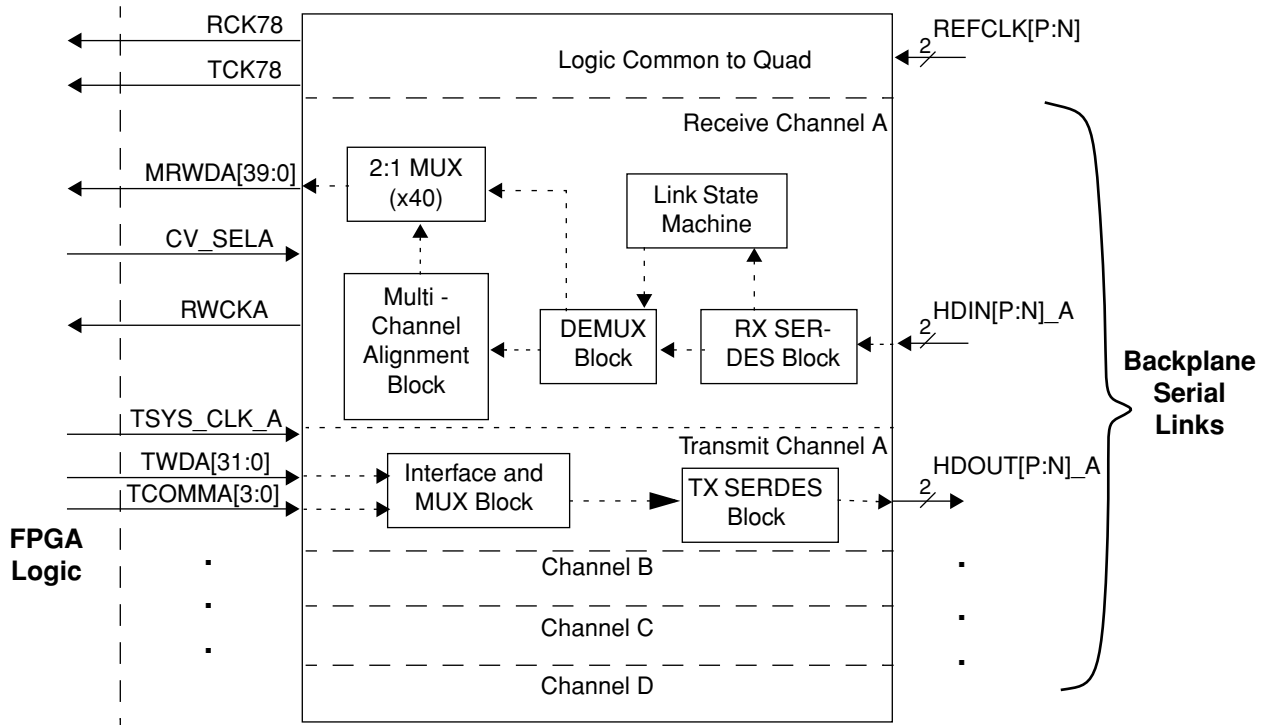 RCK78
TCK78
REFCLK[P:N]
2
Logic Common to Quad
Receive Channel A
MRWDA[39:0]
2:1 MUX
(x40)
Link State
Machine
CV_SELA
RWCKA
Multi -
Channel
Alignment
Block
DEMUX
Block
RX SER-
DES Block
HDIN[P:N]_A
2
Backplane
Serial
Links
TSYS_CLK_A
Transmit Channel A
TWDA[31:0]
TCOMMA[3:0]
Interface and
MUX Block
TX SERDES
Block
HDOUT[P:N]_A
2
FPGA
Logic
Channel B
Channel C
Channel D